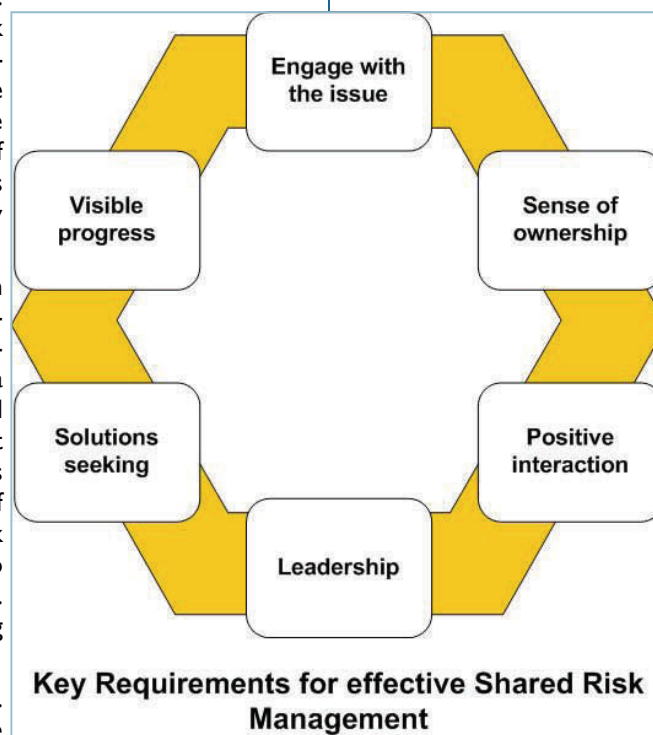 Engage with
the issue
Sense of
ownership
Positive
interaction
Leadership
Solutions
seeking
Visible
progress
Key Requirements for effective Shared Risk
Management